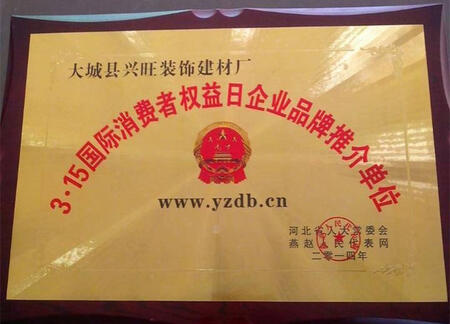 大城县兴旺装饰建材厂
3·15国际消费者权益日企业品牌推介单位
www.yzdb.cn
河北省人大常委会
燕赵人民代表网
二零一四年